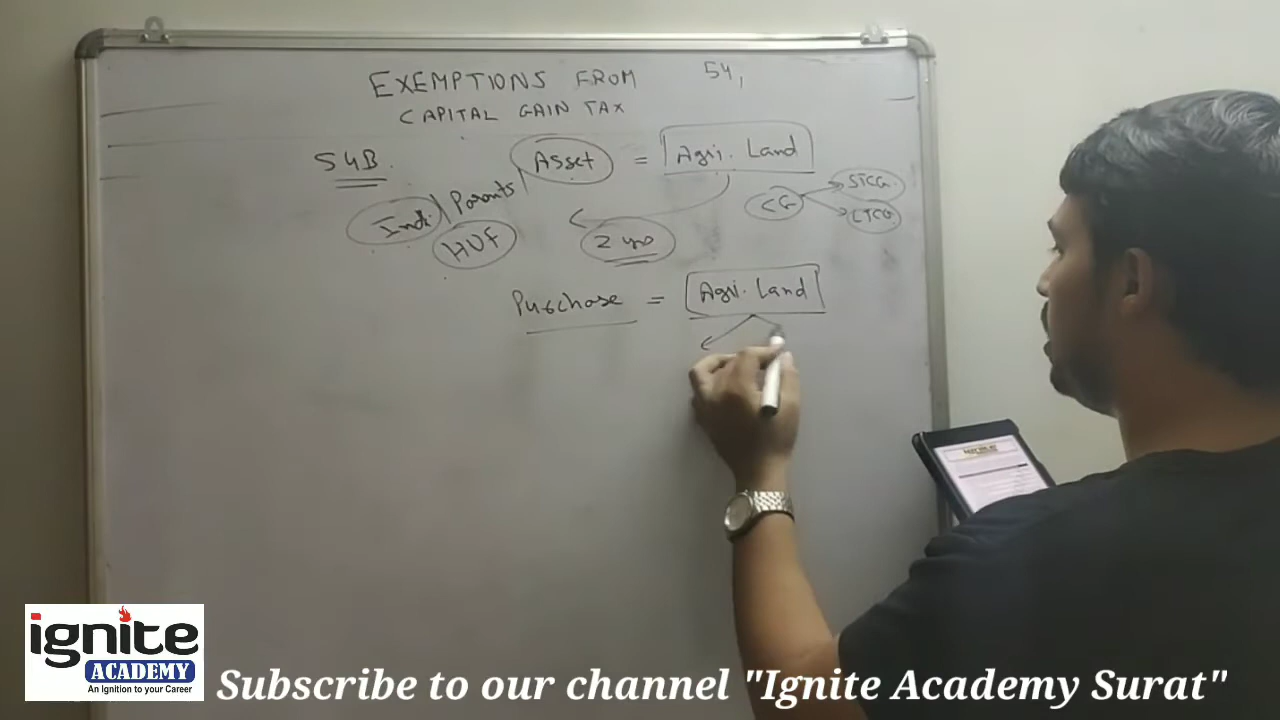 EXEMPTIONS FROM 54,
CAPITAL GAIN TAX
54B. Asset = Agri. Land
Indi. / Parents
HUF 2 yrs CG STCG
LTCG
Purchase = Agri. Land
ignite
ACADEMY
An Ignition to your Career
Subscribe to our channel "Ignite Academy Surat"